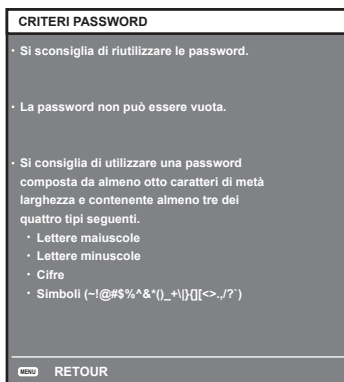 CRITERI PASSWORD
• Si sconsiglia di riutilizzare le password.
• La password non può essere vuota.
• Si consiglia di utilizzare una password
composta da almeno otto caratteri di metà
larghezza e contenente almeno tre dei
quattro tipi seguenti.
• Lettere maiuscole
• Lettere minuscole
• Cifre
• Simboli (~!@#$%^&*()_+\|}{][<>.,/?`)
MENU RETOUR